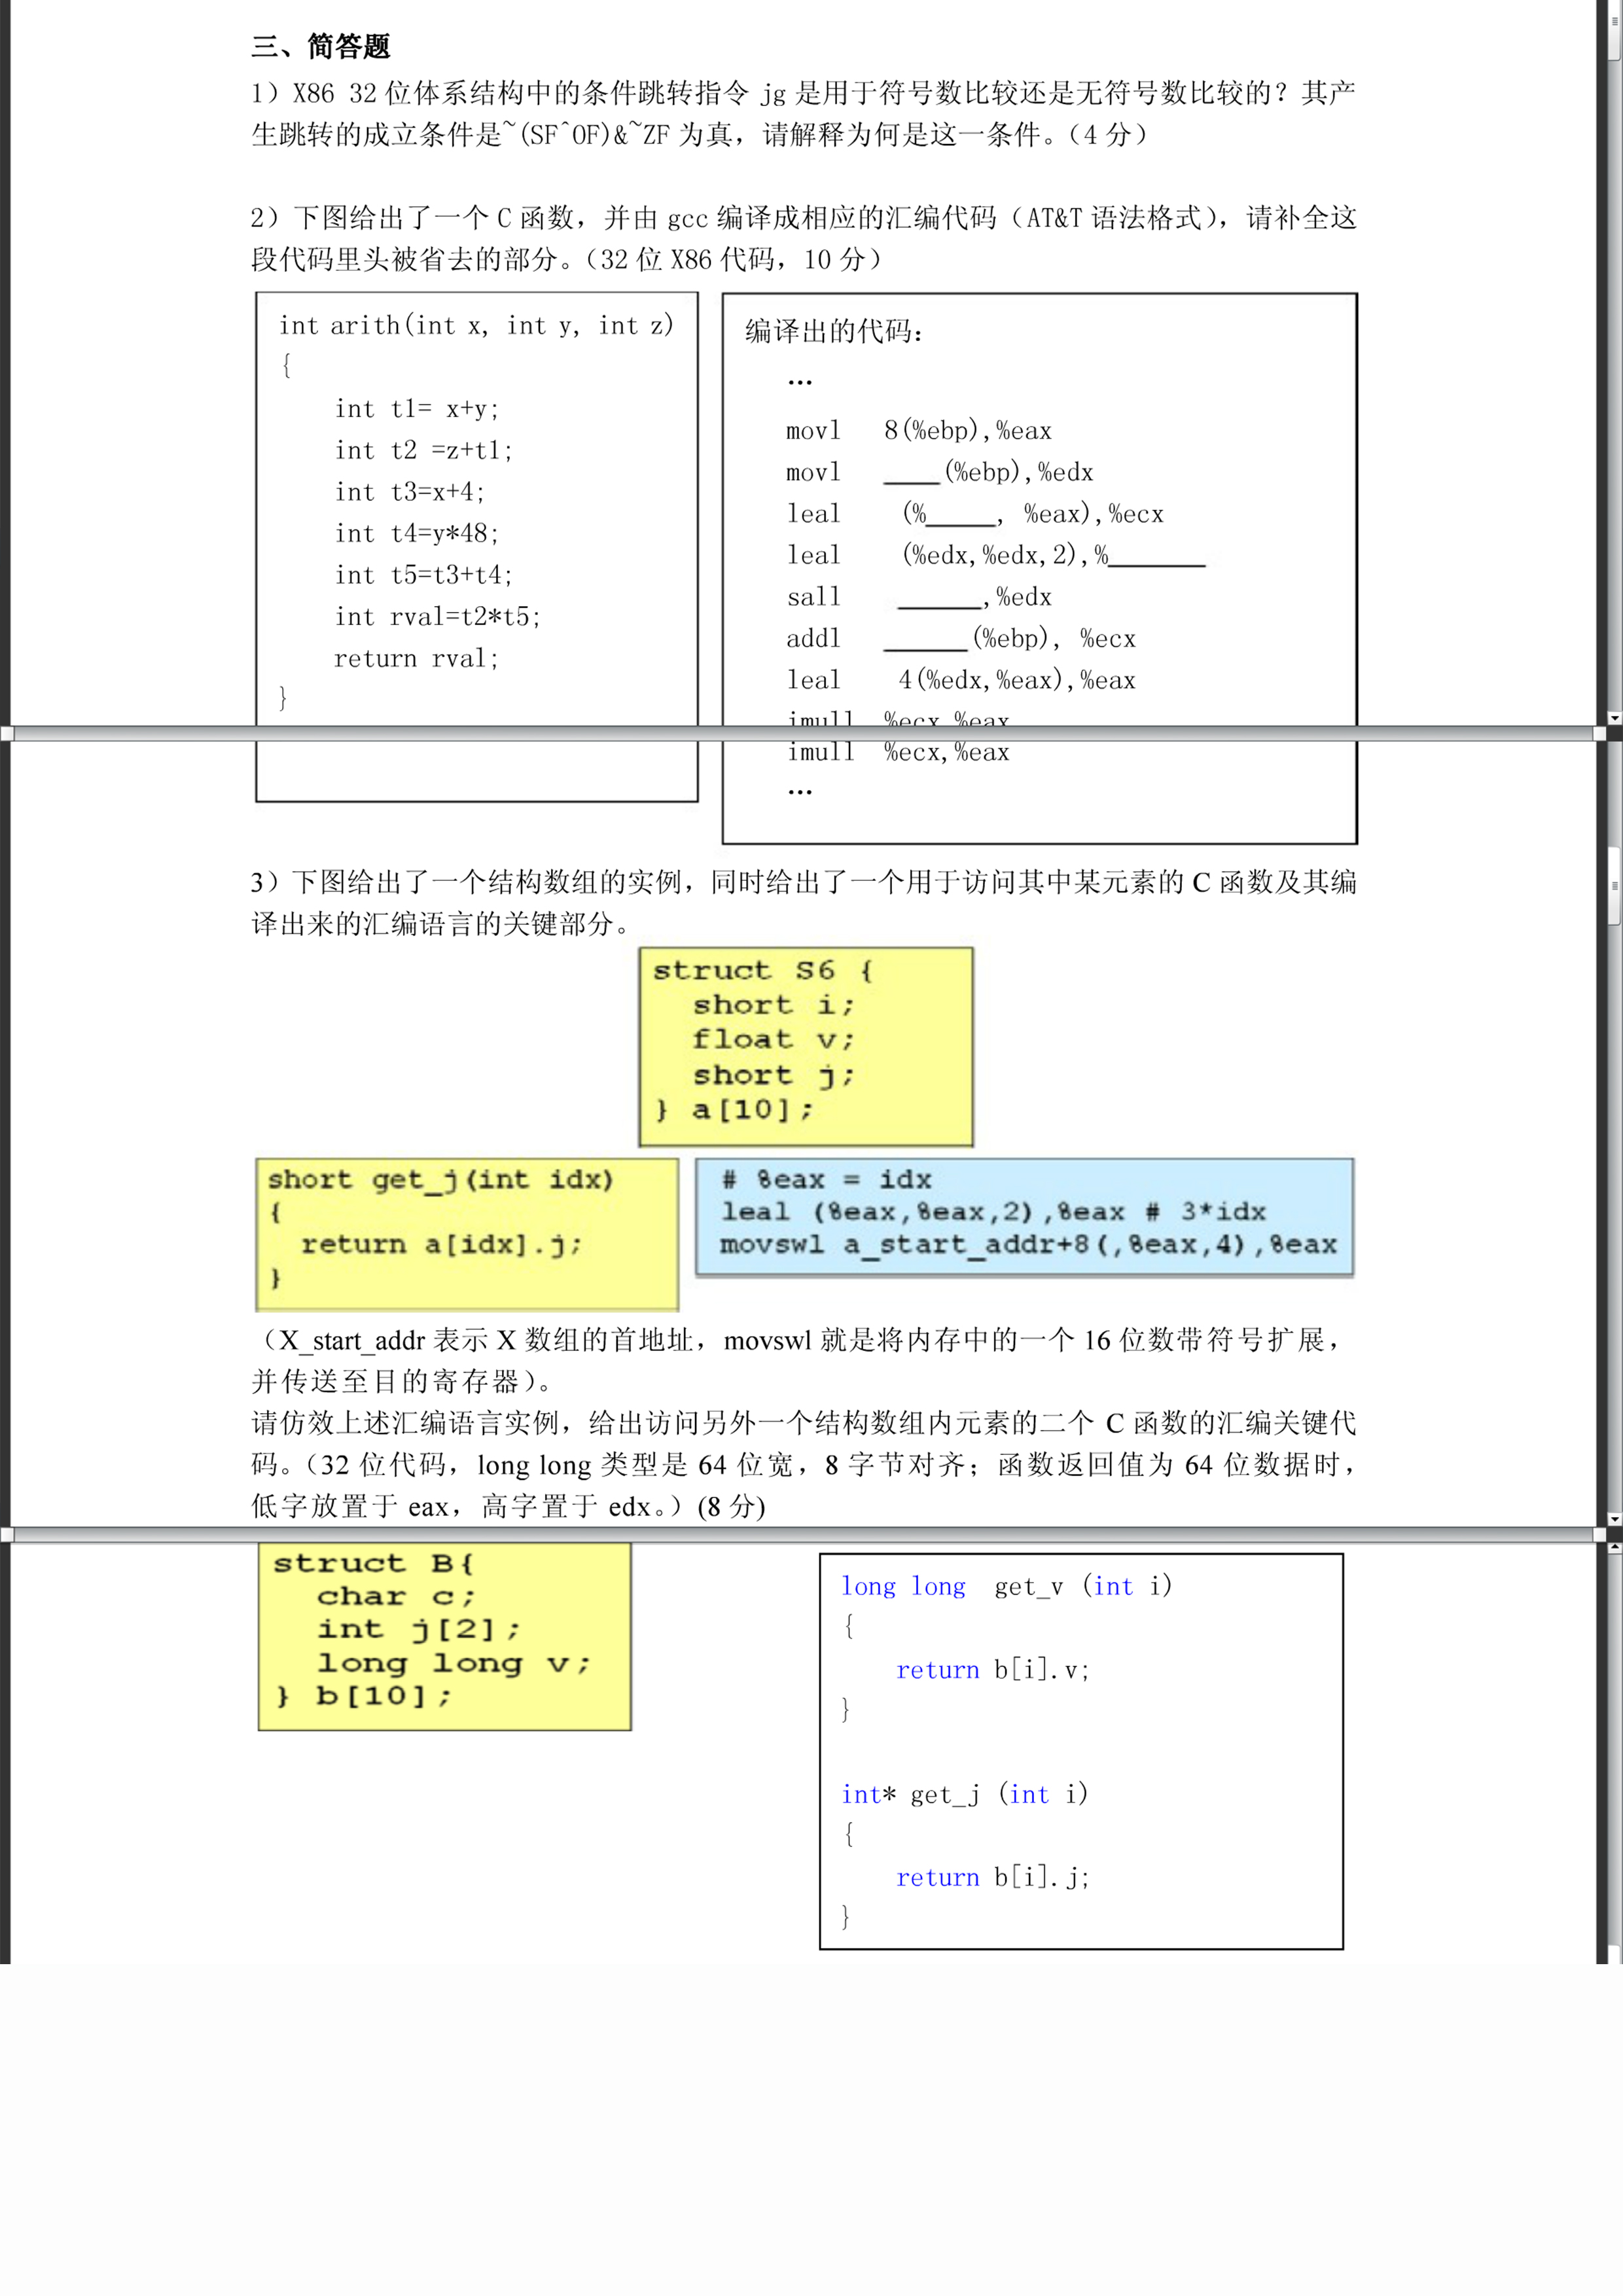 三、简答题
1）X86 32 位体系结构中的条件跳转指令 jg 是用于符号数比较还是无符号数比较的？其产
生跳转的成立条件是~(SF^OF)&~ZF 为真，请解释为何是这一条件。（4 分）
2）下图给出了一个 C 函数，并由 gcc 编译成相应的汇编代码（AT&T 语法格式），请补全这
段代码里头被省去的部分。（32 位 X86 代码，10 分）
int arith(int x, int y, int z)
{
int t1= x+y;
int t2 =z+t1;
int t3=x+4;
int t4=y*48;
int t5=t3+t4;
int rval=t2*t5;
return rval;
}
编译出的代码：
…
movl 8(%ebp),%eax
movl ____(%ebp),%edx
leal (%_____, %eax),%ecx
leal (%edx,%edx,2),%_______
sall ______,%edx
addl ______(%ebp), %ecx
leal 4(%edx,%eax),%eax
imull %ecx,%eax
imull %ecx,%eax
…
3）下图给出了一个结构数组的实例，同时给出了一个用于访问其中某元素的 C 函数及其编
译出来的汇编语言的关键部分。
struct S6 {
short i;
float v;
short j;
} a[10];
short get_j(int idx)
{
return a[idx].j;
}
# %eax = idx
leal (%eax,%eax,2),%eax # 3*idx
movswl a_start_addr+8(,%eax,4),%eax
（X_start_addr 表示 X 数组的首地址，movswl 就是将内存中的一个 16 位数带符号扩展，
并传送至目的寄存器）。
请仿效上述汇编语言实例，给出访问另外一个结构数组内元素的二个 C 函数的汇编关键代
码。（32 位代码，long long 类型是 64 位宽，8 字节对齐；函数返回值为 64 位数据时，
低字放置于 eax，高字置于 edx。）(8 分)
struct B{
char c;
int j[2];
long long v;
} b[10];
long long get_v (int i)
{
return b[i].v;
}
int* get_j (int i)
{
return b[i].j;
}